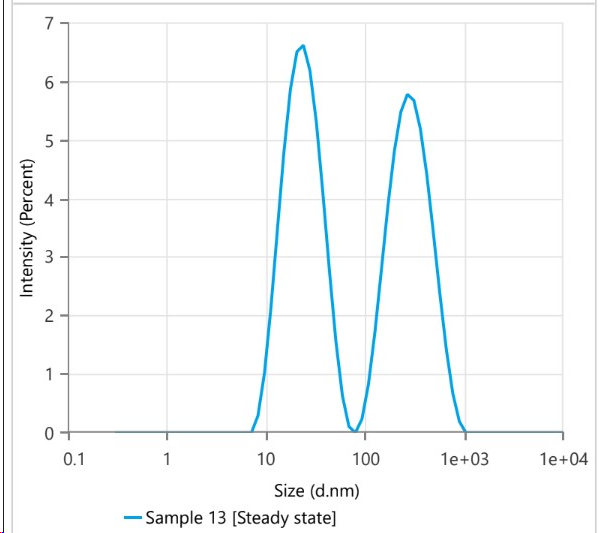 Intensity (Percent)
7
6
5
4
3
2
1
0
0.1 1 10 100 1e+03 1e+04
Size (d.nm)
Sample 13 [Steady state]